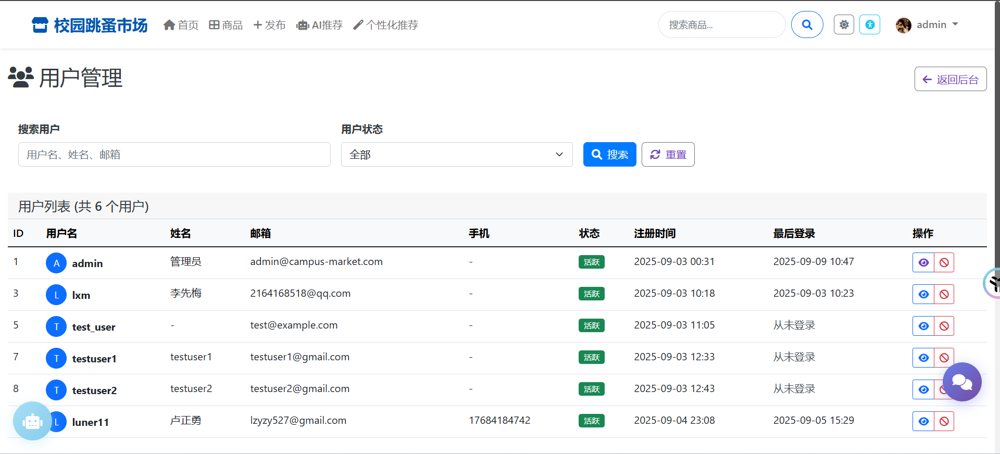 校园跳蚤市场 首页 商品 发布 AI推荐 个性化推荐 搜索商品... admin
用户管理 返回后台
搜索用户 用户状态
用户名、姓名、邮箱 全部 搜索 重置
用户列表 (共 6 个用户)
ID 用户名 姓名 邮箱 手机 状态 注册时间 最后登录 操作
1 A admin 管理员 admin@campus-market.com - 活跃 2025-09-03 00:31 2025-09-09 10:47
3 L lxm 李先梅 2164168518@qq.com - 活跃 2025-09-03 10:18 2025-09-03 10:23
5 T test_user - test@example.com - 活跃 2025-09-03 11:05 从未登录
7 T testuser1 testuser1 testuser1@gmail.com - 活跃 2025-09-03 12:33 从未登录
8 T testuser2 testuser2 testuser2@gmail.com - 活跃 2025-09-03 12:43 从未登录
L luner11 卢正勇 lzyzy527@gmail.com 17684184742 活跃 2025-09-04 23:08 2025-09-05 15:29